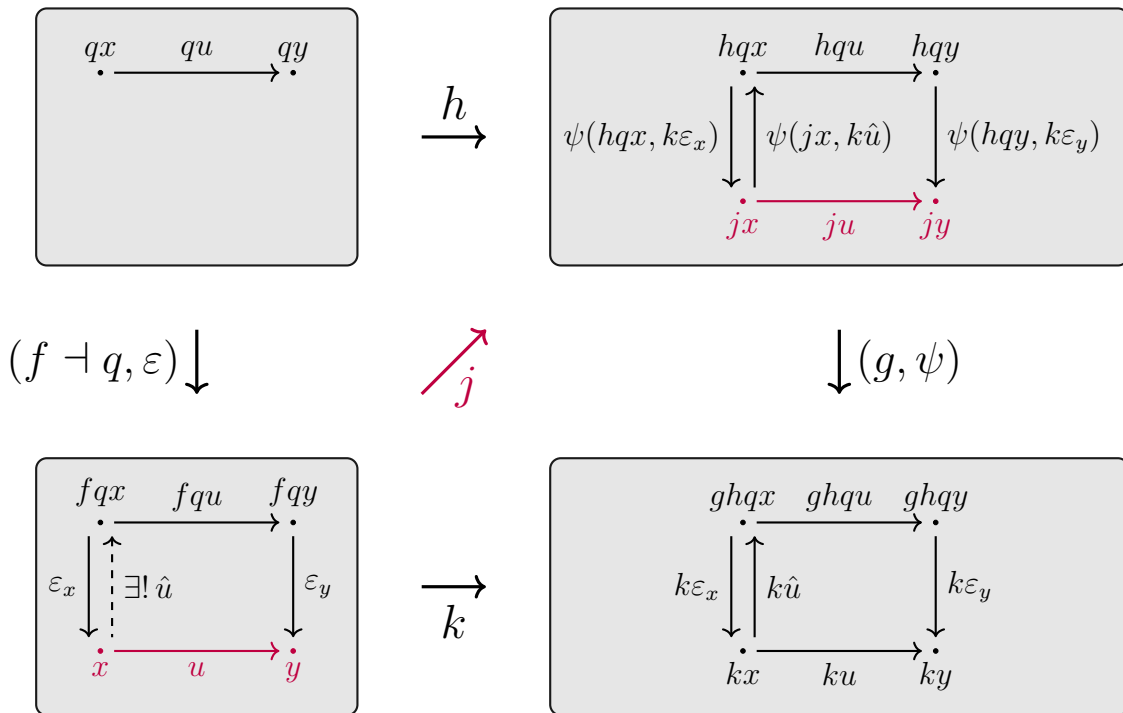 qx qu qy
h
hqx hqu hqy
ψ(hqx, kε_x) ψ(jx, kû) ψ(hqy, kε_y)
jx ju jy
(f ⊣ q, ε)
j
(g, ψ)
fqx fqu fqy
ε_x ∃! û ε_y
x u y
k
ghqx ghqu ghqy
kε_x kû kε_y
kx ku ky